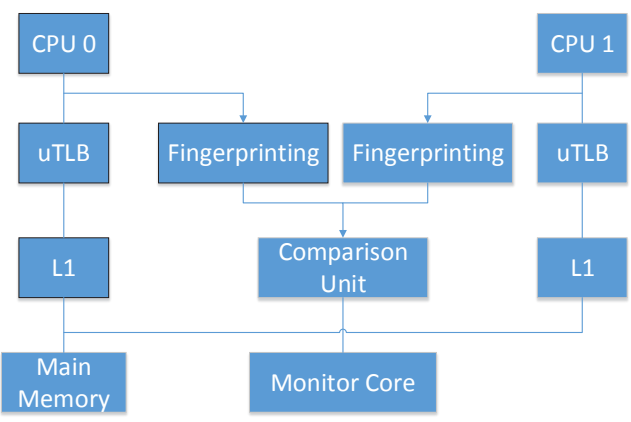 CPU 0
CPU 1
uTLB
Fingerprinting
Fingerprinting
uTLB
L1
Comparison
Unit
L1
Main
Memory
Monitor Core